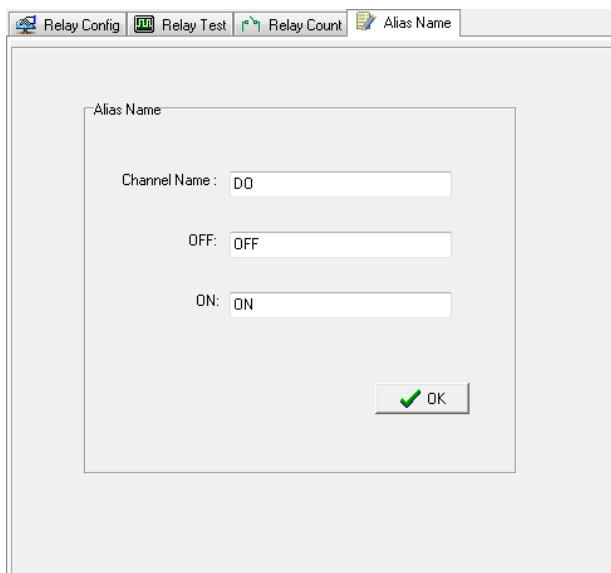 Relay Config Relay Test Relay Count Alias Name
Alias Name
Channel Name : DO
OFF: OFF
ON: ON
OK